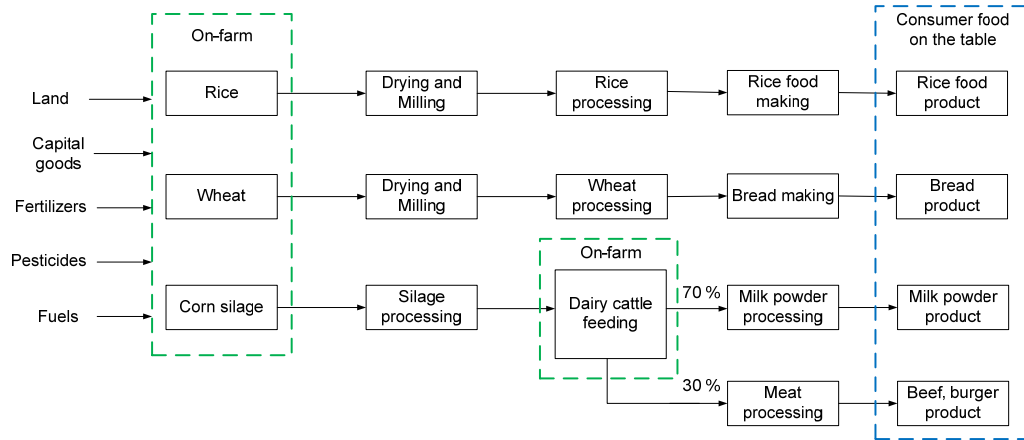 Consumer food
on the table
On-farm
Land
Capital
goods
Fertilizers
Pesticides
Fuels
Rice
Drying and
Milling
Rice
processing
Rice food
making
Rice food
product
Wheat
Drying and
Milling
Wheat
processing
Bread making
Bread
product
On-farm
Corn silage
Silage
processing
Dairy cattle
feeding
70 %
Milk powder
processing
Milk powder
product
30 %
Meat
processing
Beef, burger
product